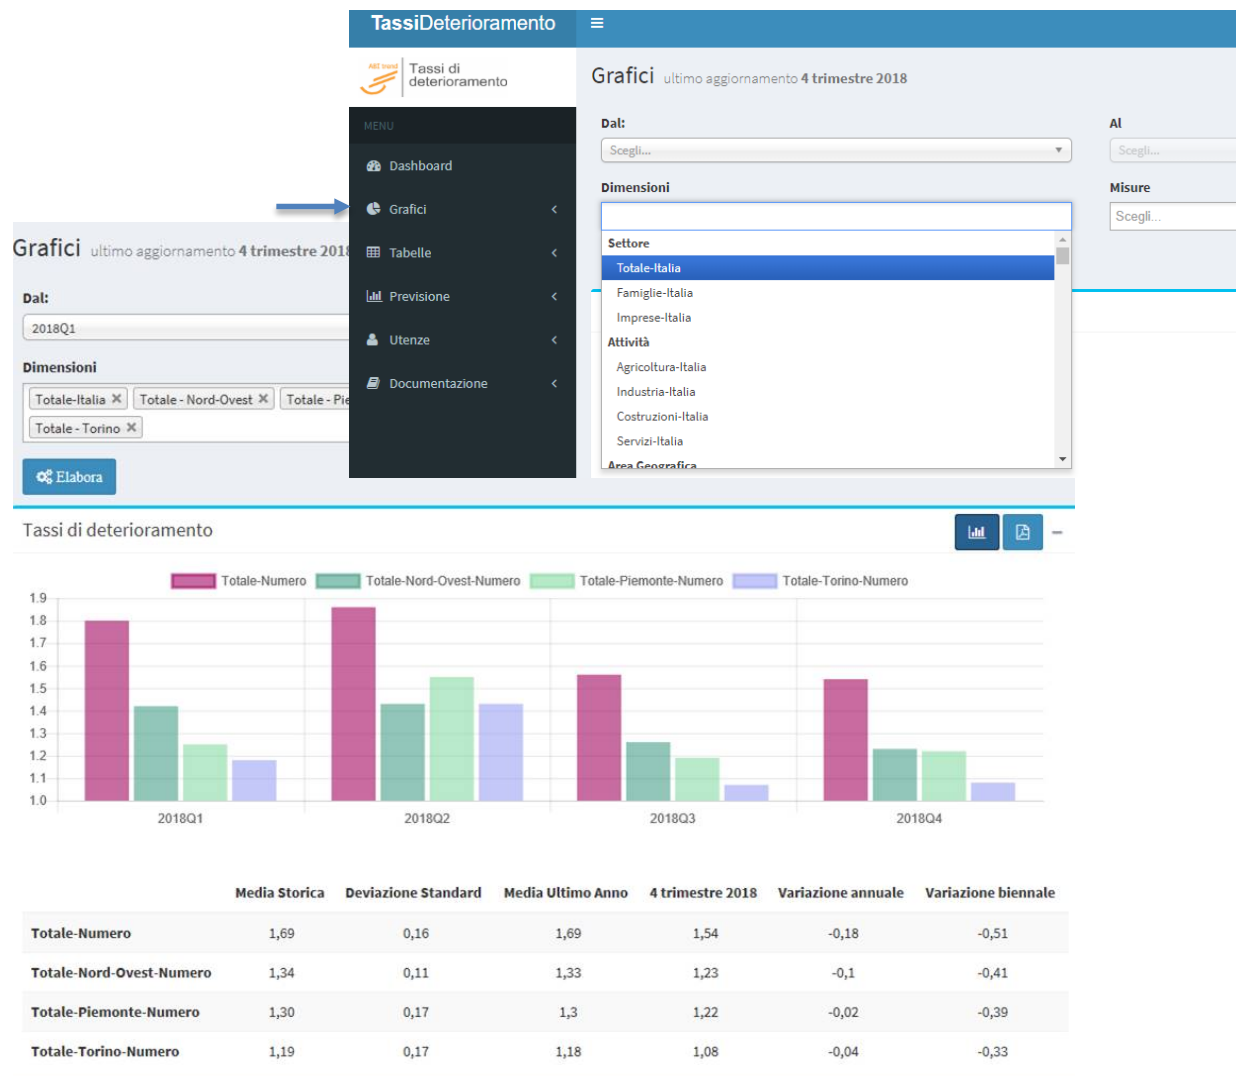 TassiDeterioramento
ABI trend
Tassi di
deterioramento
MENU
Dashboard
Grafici
Tabelle
Previsione
Utenze
Documentazione
Grafici ultimo aggiornamento 4 trimestre 2018
Dal:
Scegli...
Al
Scegli...
Dimensioni
Misure
Scegli...
Settore
Totale-Italia
Famiglie-Italia
Imprese-Italia
Attività
Agricoltura-Italia
Industria-Italia
Costruzioni-Italia
Servizi-Italia
Area Geografica
Grafici ultimo aggiornamento 4 trimestre 2018
Dal:
2018Q1
Dimensioni
Totale-Italia × Totale - Nord-Ovest × Totale - Pie
Totale - Torino ×
Elabora
Tassi di deterioramento
Totale-Numero Totale-Nord-Ovest-Numero Totale-Piemonte-Numero Totale-Torino-Numero
1.9
1.8
1.7
1.6
1.5
1.4
1.3
1.2
1.1
1.0
2018Q1 2018Q2 2018Q3 2018Q4
Media Storica Deviazione Standard Media Ultimo Anno 4 trimestre 2018 Variazione annuale Variazione biennale
Totale-Numero 1,69 0,16 1,69 1,54 -0,18 -0,51
Totale-Nord-Ovest-Numero 1,34 0,11 1,33 1,23 -0,1 -0,41
Totale-Piemonte-Numero 1,30 0,17 1,3 1,22 -0,02 -0,39
Totale-Torino-Numero 1,19 0,17 1,18 1,08 -0,04 -0,33